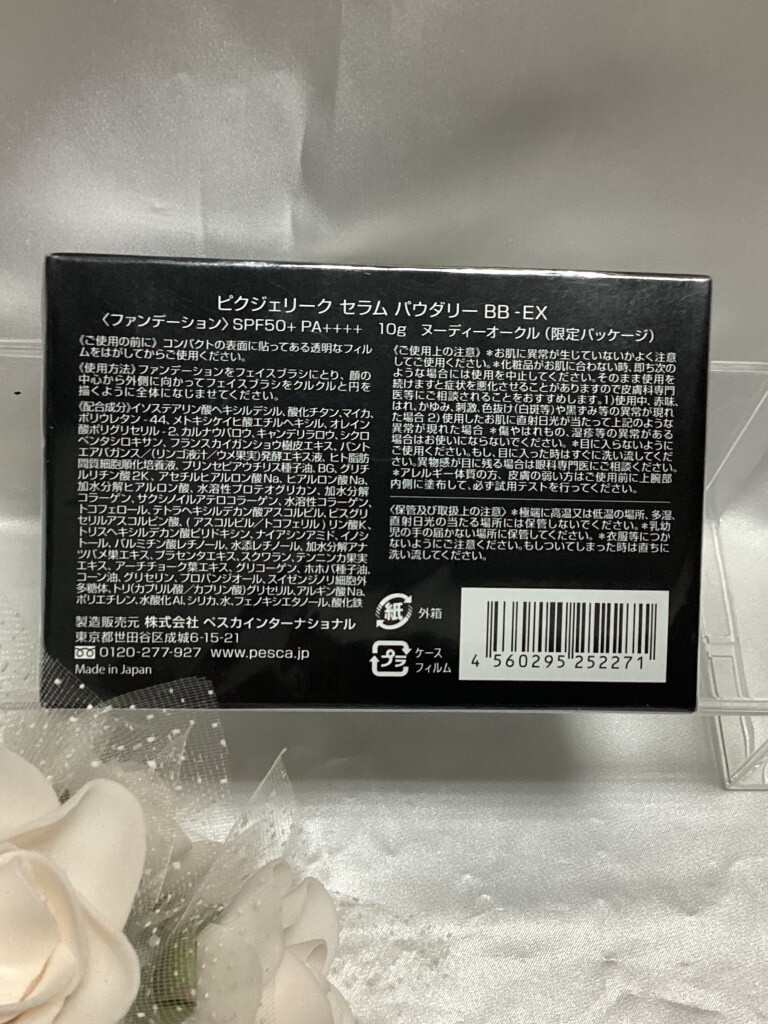 ピクジェリーク セラム パウダリー BB -EX
〈ファンデーション〉SPF50+ PA++++ 10g ヌーディーオークル（限定パッケージ）
《ご使用の前に》コンパクトの表面に貼ってある透明なフィル
ムをはがしてからご使用ください。
《使用方法》ファンデーションをフェイスブラシにとり、顔の
中心から外側に向かってフェイスブラシをクルクルと円を
描くように全体になじませてください。
《配合成分》イソステアリン酸ヘキシルデシル、酸化チタン、マイカ、
ポリウレタン-44、メトキシケイヒ酸エチルヘキシル、オレイン
酸ポリグリセリル-2、カルナウバロウ、キャンデリラロウ、シクロ
ペンタシロキサン、フランスカイガンショウ樹皮エキス、パント
エアバガンス/（リンゴ液汁/ウメ果実）発酵エキス液、ヒト脂肪
間質細胞順化培養液、プリンセピアウチリス種子油、BG、グリチ
ルリチン酸2K、アセチルヒアルロン酸Na、ヒアルロン酸Na、
加水分解ヒアルロン酸、水溶性プロテオグリカン、加水分解
コラーゲン、サクシノイルアテロコラーゲン、水溶性コラーゲン、
トコフェロール、テトラヘキシルデカン酸アスコルビル、ビスグリ
セリルアスコルビン酸、（アスコルビル/トコフェリル）リン酸K、
トリスヘキシルデカン酸ピリドキシン、ナイアシンアミド、イノシ
トール、パルミチン酸レチノール、水添レチノール、加水分解アナ
ツバメ巣エキス、プラセンタエキス、スクワラン、テンニンカ果実
エキス、アーチチョーク葉エキス、グリコーゲン、ホホバ種子油、
コーン油、グリセリン、プロパンジオール、スイゼンジノリ細胞外
多糖体、トリ（カプリル酸/カプリン酸）グリセリル、アルギン酸Na、
ポリエチレン、水酸化Al、シリカ、水、フェノキシエタノール、酸化鉄
製造販売元 株式会社 ペスカインターナショナル
東京都世田谷区成城6-15-21
0120-277-927 www.pesca.jp
Made in Japan
《ご使用上の注意》＊お肌に異常が生じていないかよく注意
してご使用ください。＊化粧品がお肌に合わない時、即ち次の
ような場合には使用を中止してください。そのまま使用を
続けますと症状を悪化させることがありますので皮膚科専門
医等にご相談されることをおすすめします。1)使用中、赤味、
はれ、かゆみ、刺激、色抜け(白斑等)や黒ずみ等の異常が現れ
た場合 2)使用したお肌に直射日光が当たって上記のような
異常が現れた場合 ＊傷やはれもの、湿疹等の異常がある
場合はお使いにならないでください。＊目に入らないように
ご使用ください。もし、目に入った時はすぐに洗い流してくだ
さい。異物感が目に残る場合は眼科専門医にご相談ください。
＊アレルギー体質の方、皮膚の弱い方はご使用前に上腕部
内側に塗布して、必ず試用テストを行ってください。
《保管及び取扱上の注意》＊極端に高温又は低温の場所、多湿、
直射日光の当たる場所には保管しないでください。＊乳幼
児の手の届かない場所に保管してください。＊衣服等につか
ないようにご注意ください。もしついてしまった時は直ちに
洗い流してください。
紙 外箱
プラ ケース
フィルム
4 560295 252271